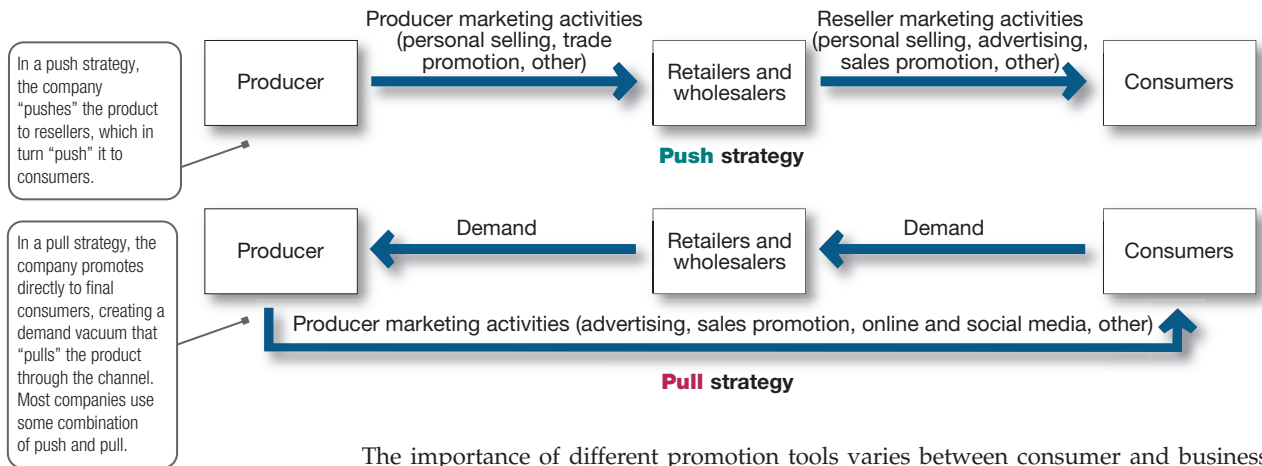 Producer marketing activities
(personal selling, trade
promotion, other)
Reseller marketing activities
(personal selling, advertising,
sales promotion, other)
In a push strategy,
the company
“pushes” the product
to resellers, which in
turn “push” it to
consumers.
Producer
Retailers and
wholesalers
Consumers
Push strategy
In a pull strategy, the
company promotes
directly to final
consumers, creating a
demand vacuum that
“pulls” the product
through the channel.
Most companies use
some combination
of push and pull.
Producer
Demand
Retailers and
wholesalers
Demand
Consumers
Producer marketing activities (advertising, sales promotion, online and social media, other)
Pull strategy
The importance of different promotion tools varies between consumer and business